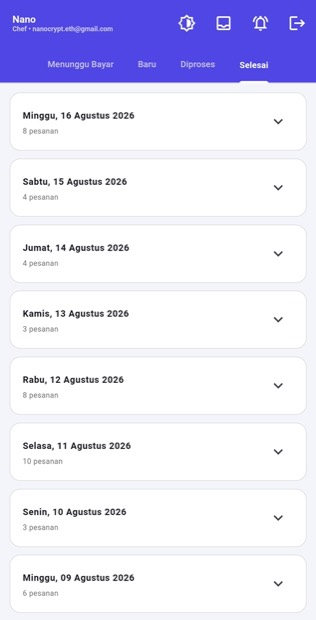 Nano
Chef • nanocrypt.eth@gmail.com
Menunggu Bayar Baru Diproses Selesai
Minggu, 16 Agustus 2026
8 pesanan
Sabtu, 15 Agustus 2026
4 pesanan
Jumat, 14 Agustus 2026
4 pesanan
Kamis, 13 Agustus 2026
3 pesanan
Rabu, 12 Agustus 2026
8 pesanan
Selasa, 11 Agustus 2026
10 pesanan
Senin, 10 Agustus 2026
3 pesanan
Minggu, 09 Agustus 2026
6 pesanan